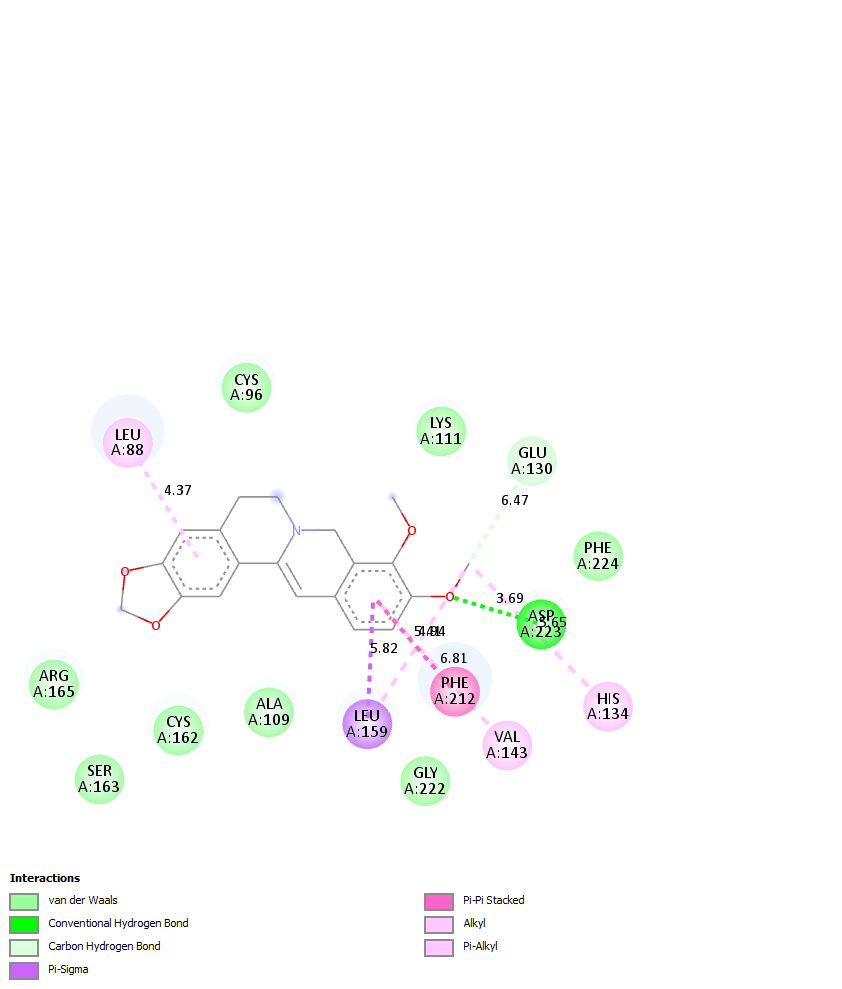 CYS
A:96
LEU
A:88
LYS
A:111
GLU
A:130
4.37
6.47
N
O
PHE
A:224
O
O
O
3.69
ASP
A:223
5.82
6.81
ARG
A:165
PHE
A:212
HIS
A:134
ALA
A:109
LEU
A:159
CYS
A:162
VAL
A:143
SER
A:163
GLY
A:222
Interactions
van der Waals
Conventional Hydrogen Bond
Carbon Hydrogen Bond
Pi-Sigma
Pi-Pi Stacked
Alkyl
Pi-Alkyl